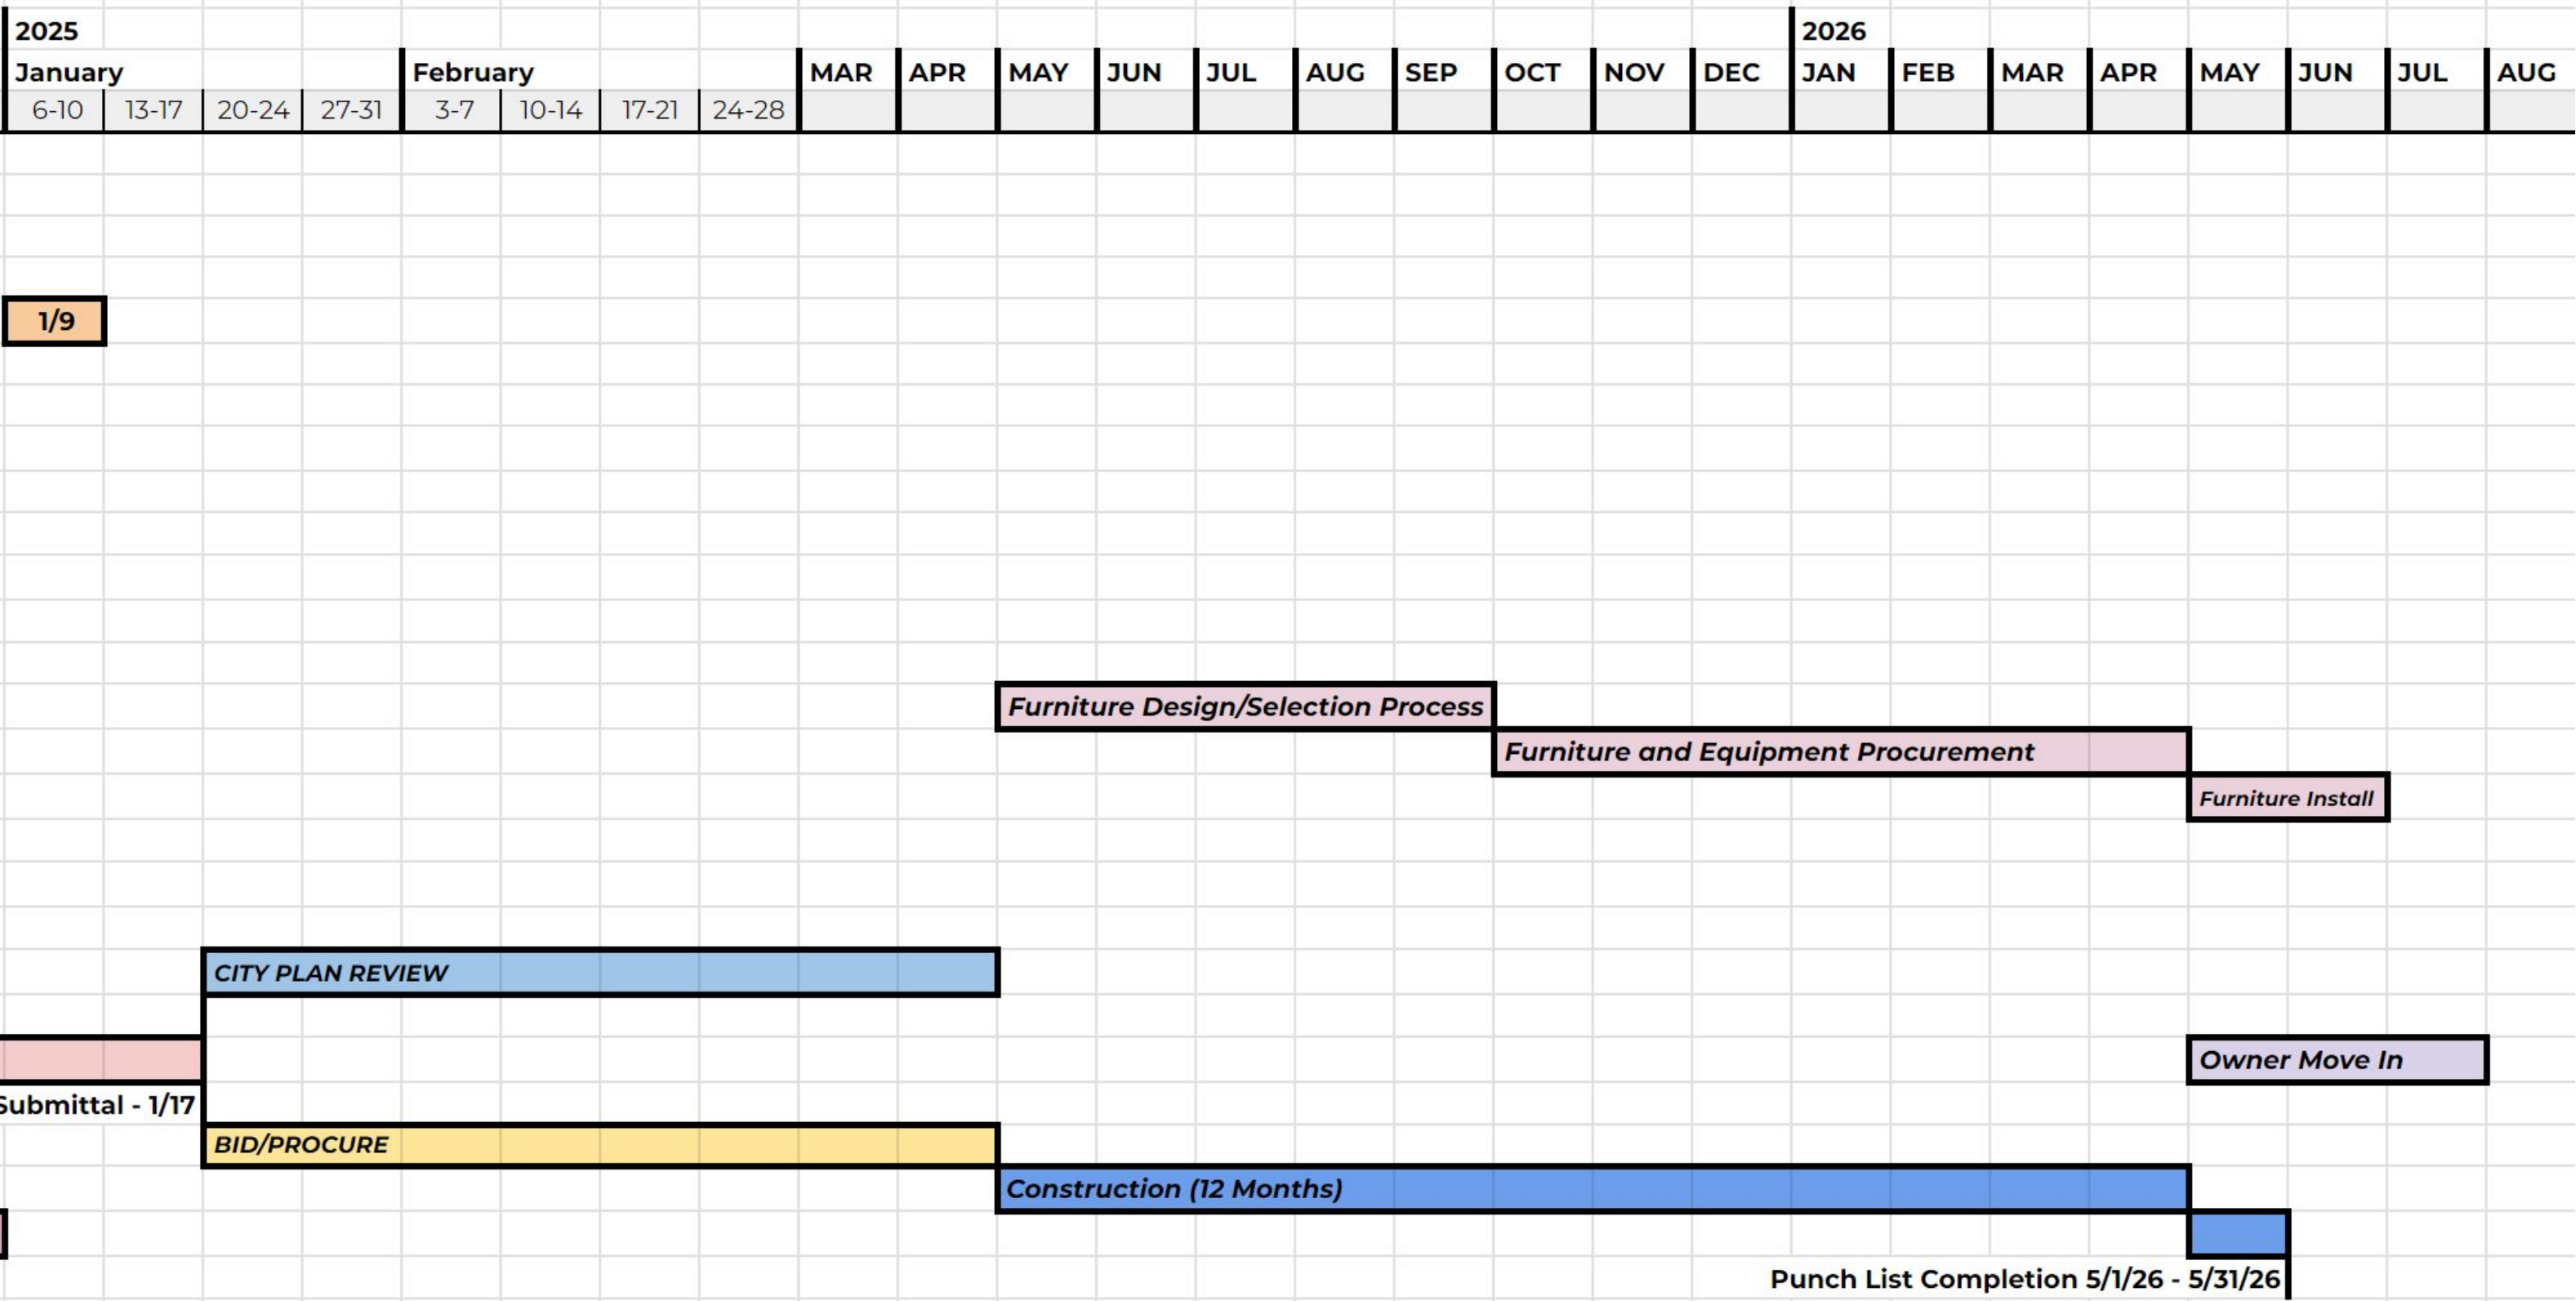 2025 2026
January February MAR APR MAY JUN JUL AUG SEP OCT NOV DEC JAN FEB MAR APR MAY JUN JUL AUG
6-10 13-17 20-24 27-31 3-7 10-14 17-21 24-28
1/9
Furniture Design/Selection Process
Furniture and Equipment Procurement
Furniture Install
CITY PLAN REVIEW
Owner Move In
Submittal - 1/17
BID/PROCURE
Construction (12 Months)
Punch List Completion 5/1/26 - 5/31/26